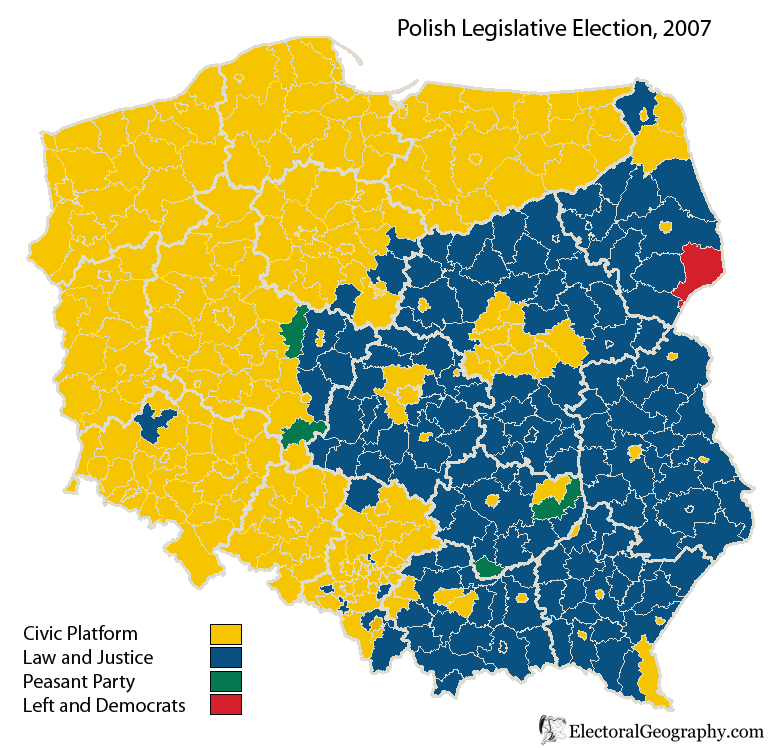 Polish Legislative Election, 2007
Civic Platform
Law and Justice
Peasant Party
Left and Democrats
ElectoralGeography.com